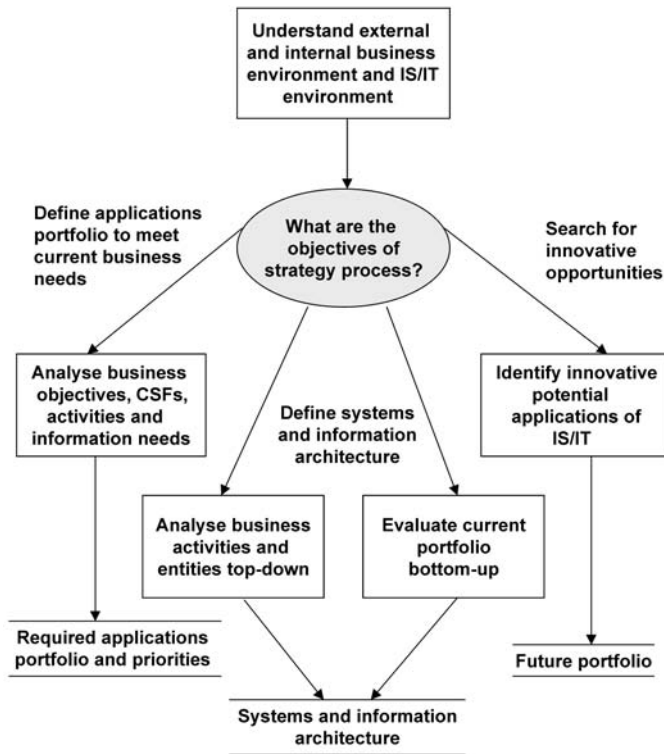 Understand external
and internal business
environment and IS/IT
environment
Define applications
portfolio to meet
current business
needs
What are the
objectives of
strategy process?
Search for
innovative
opportunities
Analyse business
objectives, CSFs,
activities and
information needs
Define systems
and information
architecture
Identify innovative
potential
applications of
IS/IT
Analyse business
activities and
entities top-down
Evaluate current
portfolio
bottom-up
Required applications
portfolio and priorities
Future portfolio
Systems and information
architecture